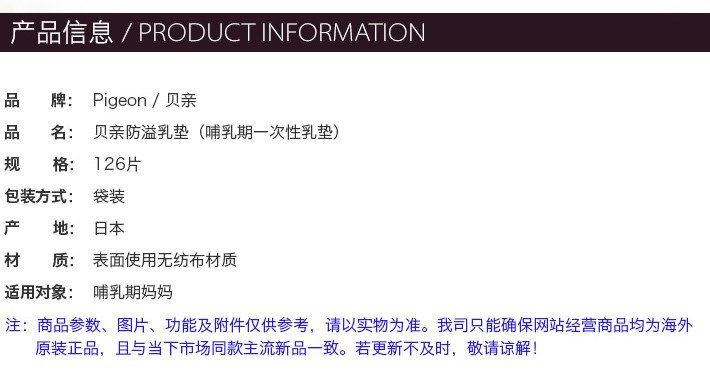 产品信息 / PRODUCT INFORMATION
品 牌： Pigeon / 贝亲
品 名： 贝亲防溢乳垫（哺乳期一次性乳垫）
规 格： 126片
包装方式： 袋装
产 地： 日本
材 质： 表面使用无纺布材质
适用对象： 哺乳期妈妈
注：商品参数、图片、功能及附件仅供参考，请以实物为准。我司只能确保网站经营商品均为海外
原装正品，且与当下市场同款主流新品一致。若更新不及时，敬请谅解！